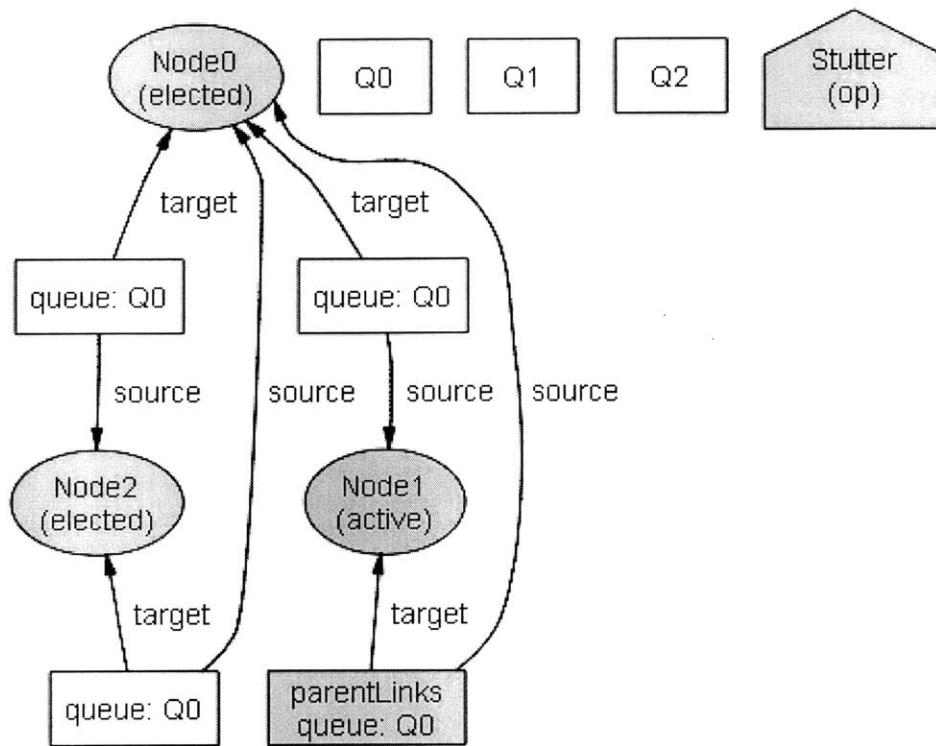 Node0
(elected)
Q0
Q1
Q2
Stutter
(op)
target
target
queue: Q0
queue: Q0
source
source
source
source
Node2
(elected)
Node1
(active)
target
target
queue: Q0
parentLinks
queue: Q0